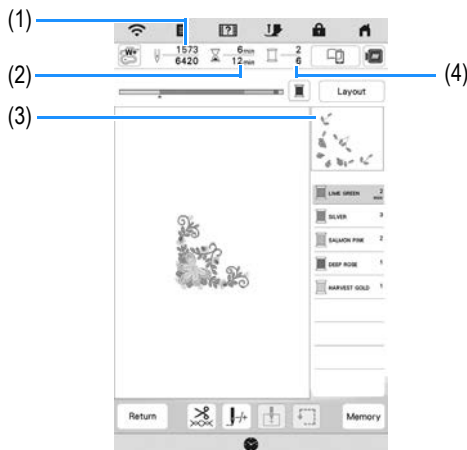 (1)
1573 6min 2
6420 12min 6
W+
?
(2)
(4)
Layout
(3)
LIME GREEN 2 min
SILVER 3
SALMON PINK 2
DEEP ROSE 1
HARVEST GOLD 1
Return
Memory